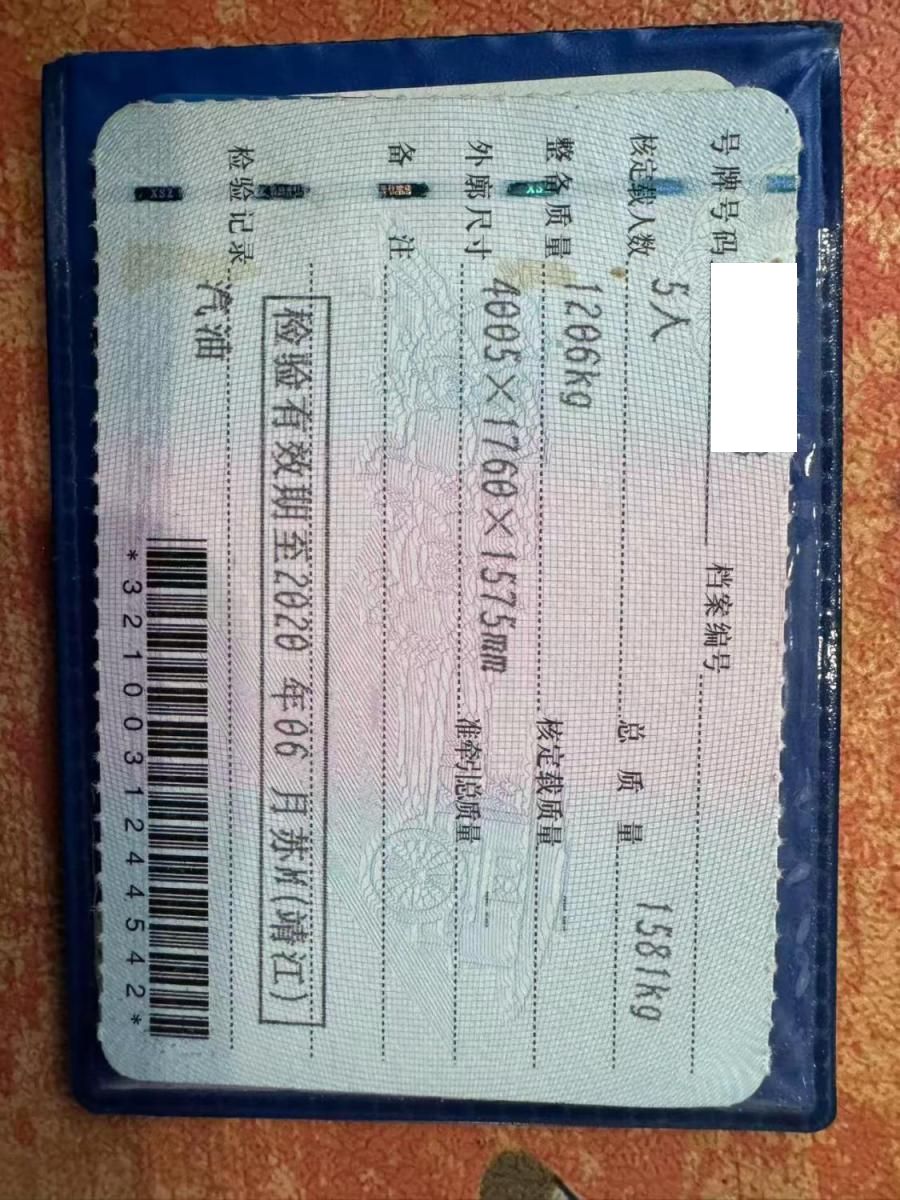 号牌号码 档案编号
核定载人数 5人 总质量 1581kg
整备质量 1206kg 核定载质量
外廓尺寸 4005×1760×1575mm 准牵引总质量
备注
检验有效期至2020年06月苏M(靖江)
检验记录
汽油
*3210031244542*